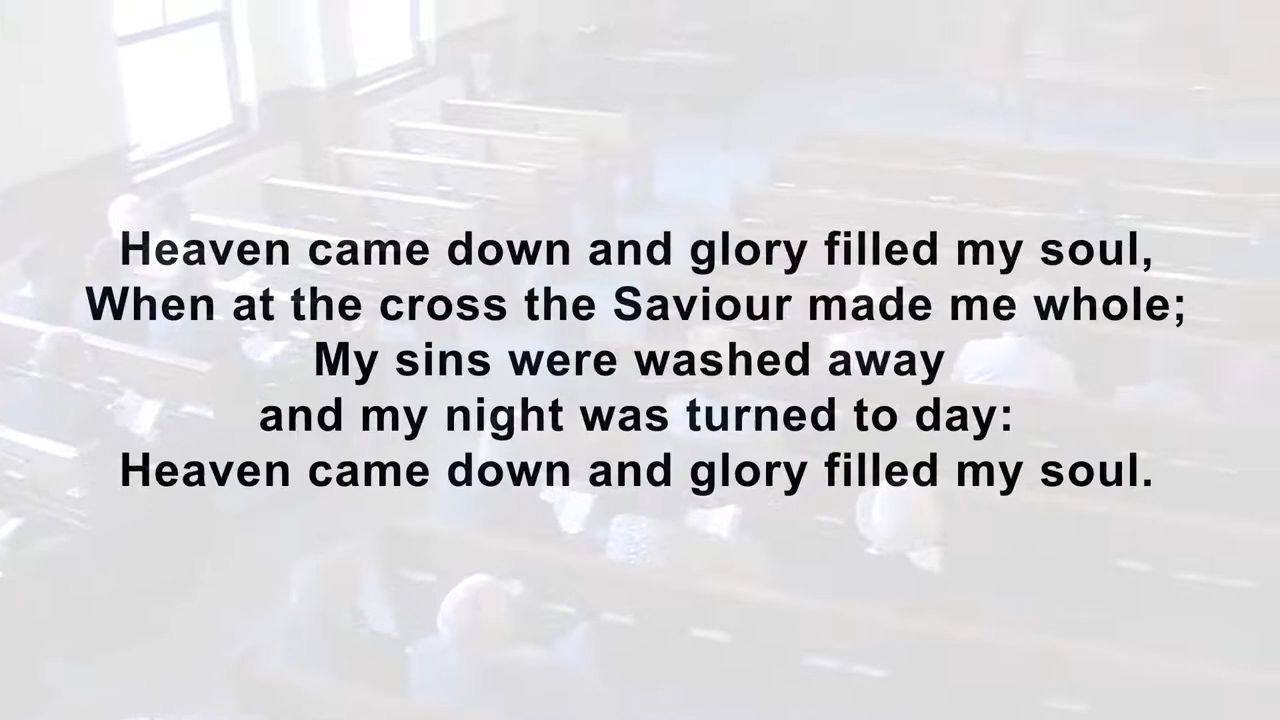 Heaven came down and glory filled my soul,
When at the cross the Saviour made me whole;
My sins were washed away
and my night was turned to day:
Heaven came down and glory filled my soul.